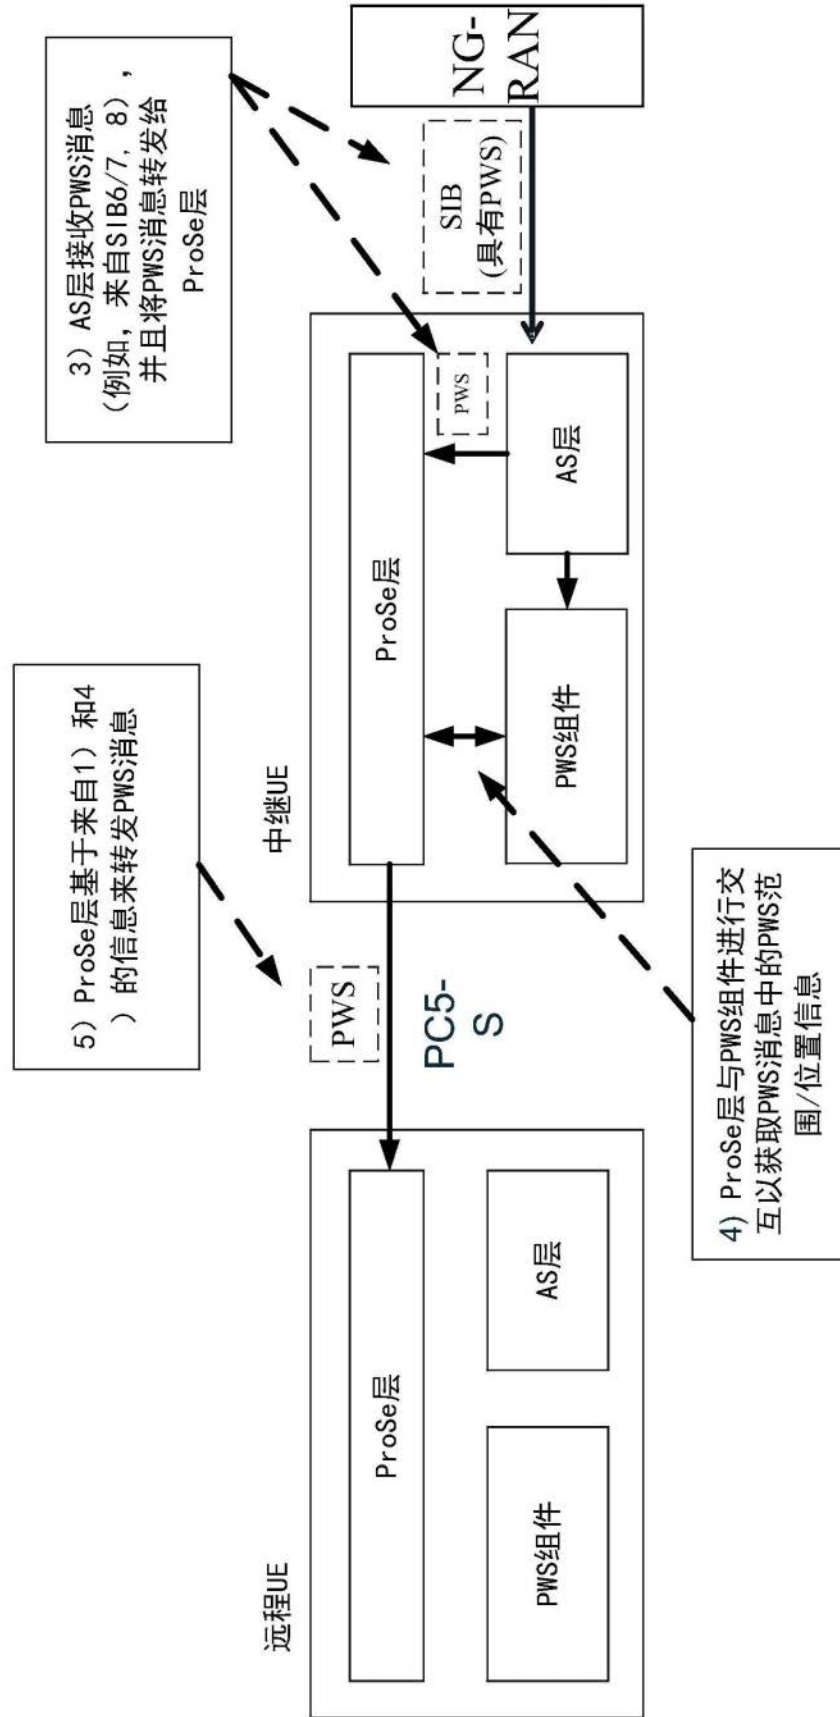 5) ProSe层基于来自1) 和4
) 的信息来转发PWS消息
3) AS层接收PWS消息
(例如，来自SIB6/7，8)，
并且将PWS消息转发给
ProSe层
远程UE
ProSe层
PWS组件
AS层
PWS
PC5-
S
中继UE
ProSe层
PWS组件
AS层
PWS
SIB
(具有PWS)
NG-
RAN
4) ProSe层与PWS组件进行交
互以获取PWS消息中的PWS范
围/位置信息